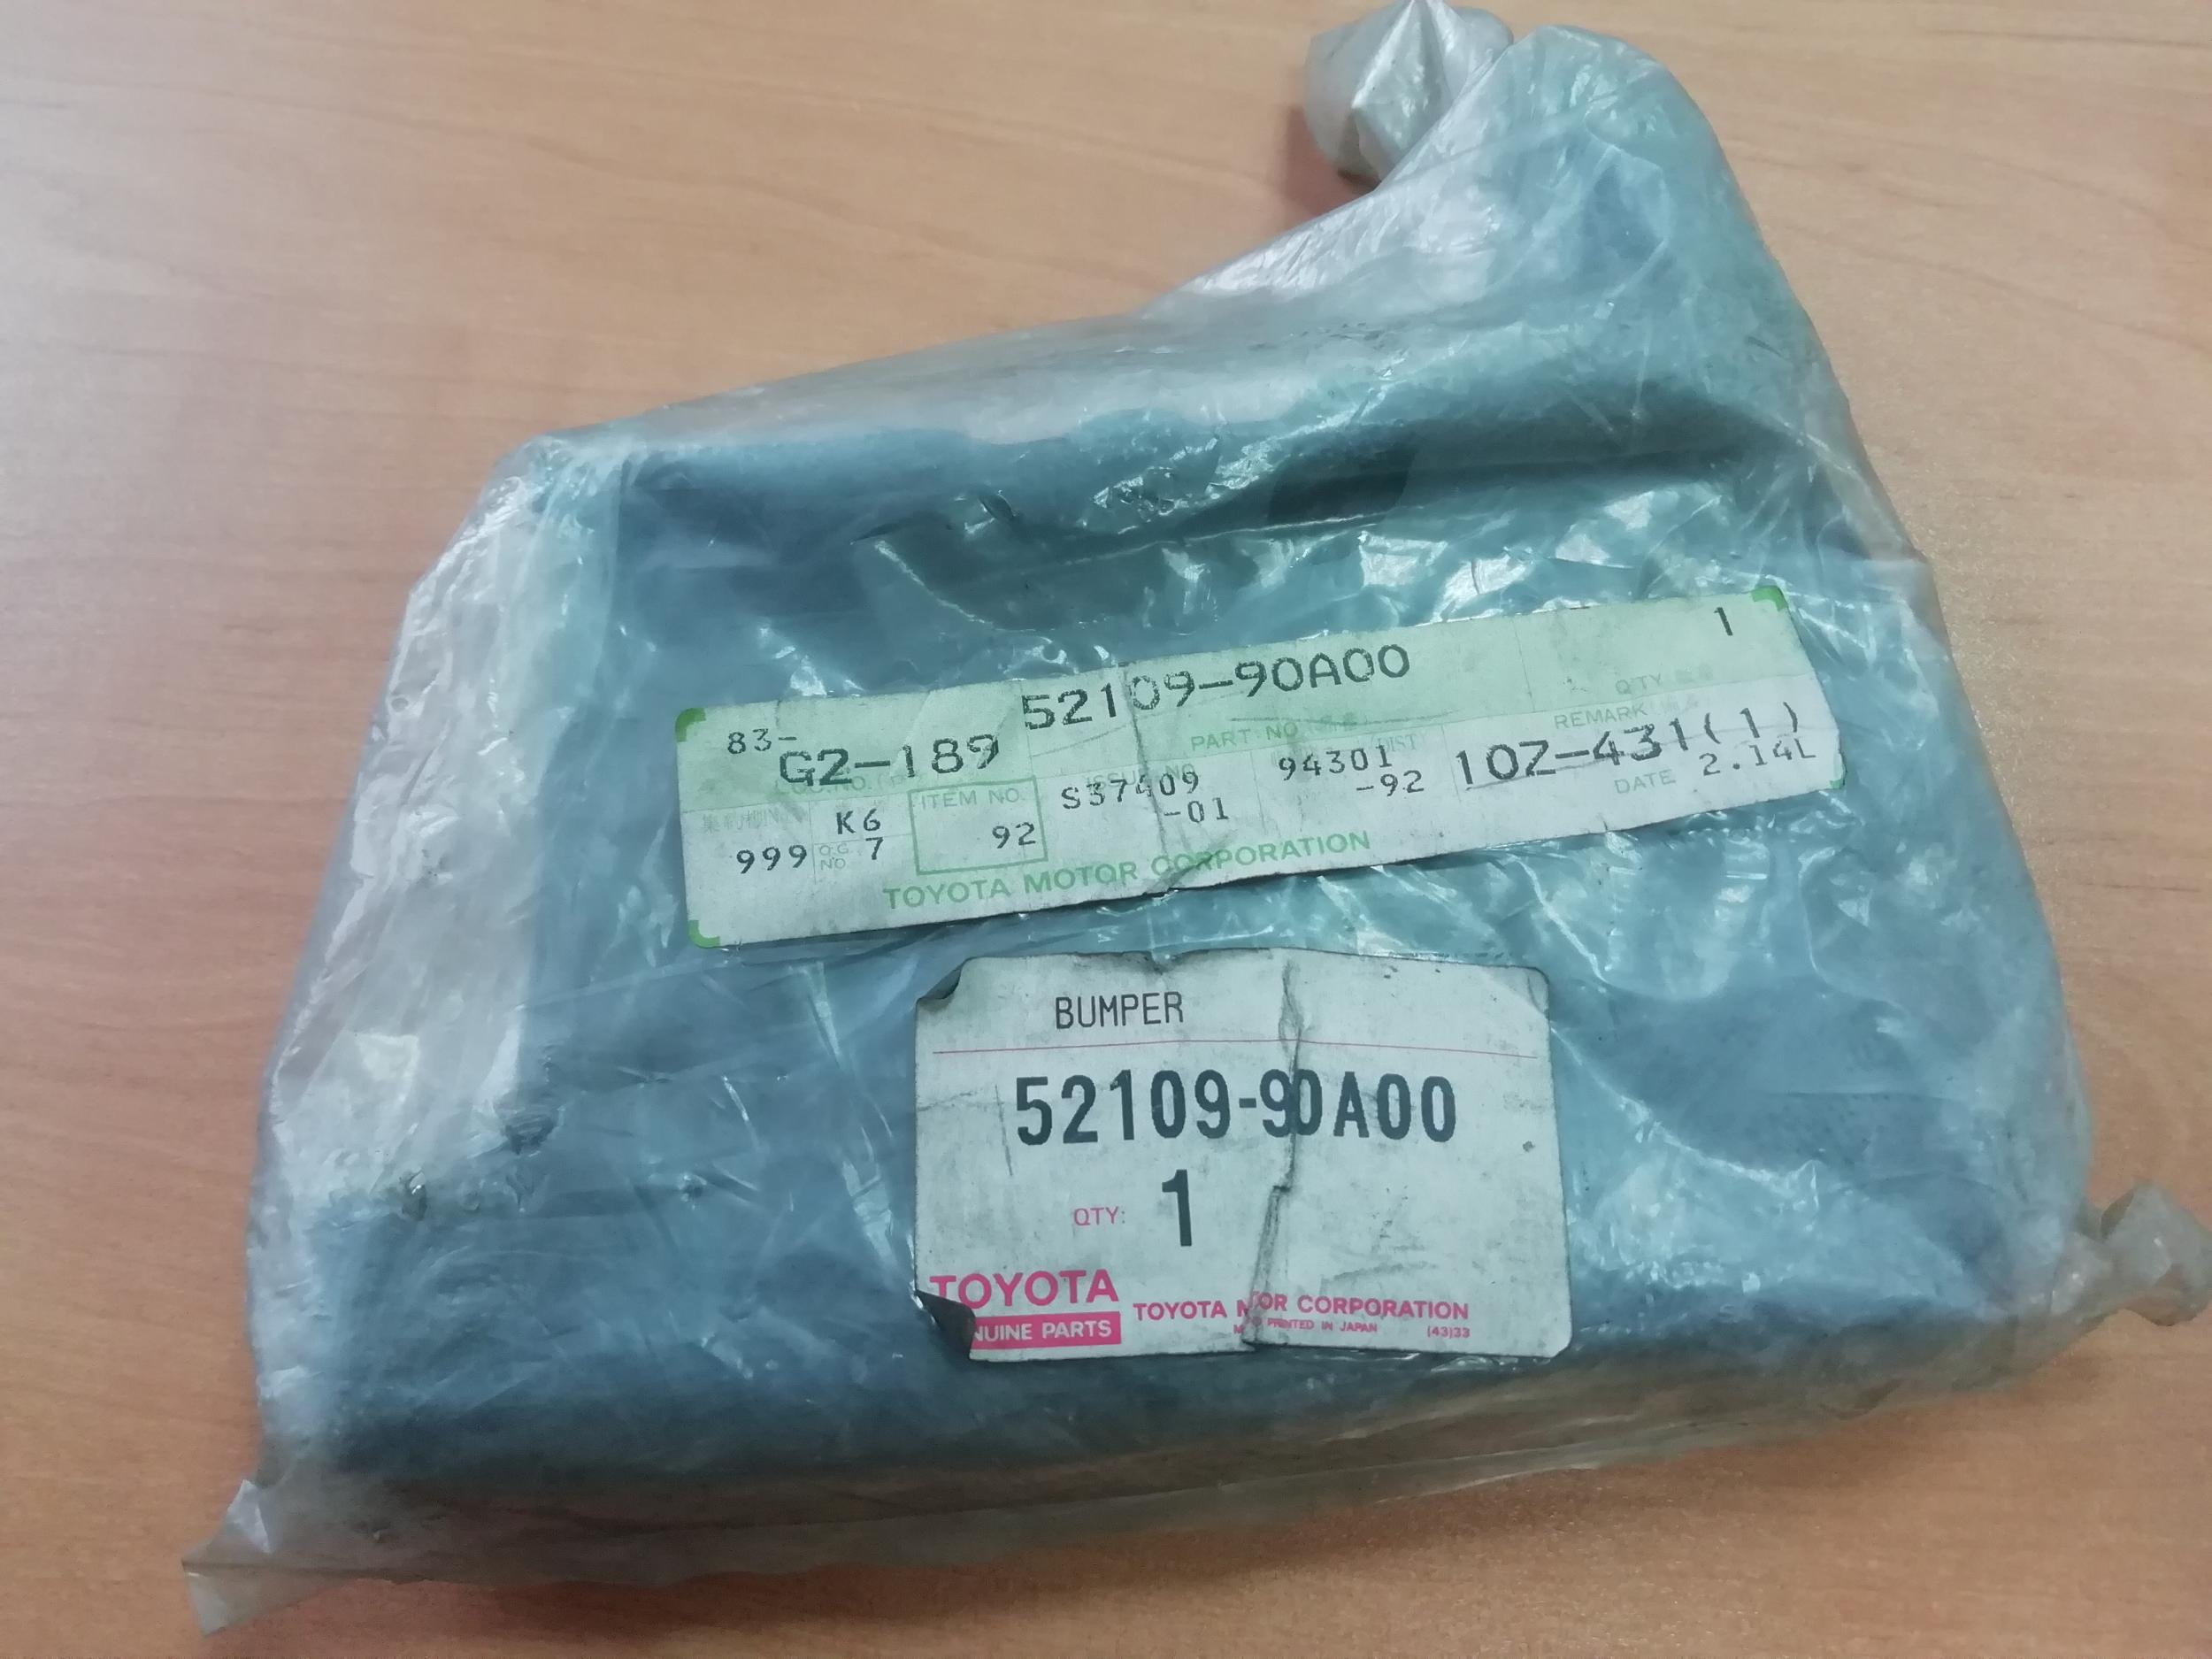 52109-90A00 1
83-
G2-189
PART NO.
QTY
REMARK
10Z-431(1)
K6
ITEM NO.
S37409
94301
DIST
999
NO.
7
92
-01
-92
DATE 2.14L
TOYOTA MOTOR CORPORATION
BUMPER
52109-90A00
QTY: 1
TOYOTA
NUINE PARTS
TOYOTA M OR CORPORATION
PRINTED IN JAPAN (43)33